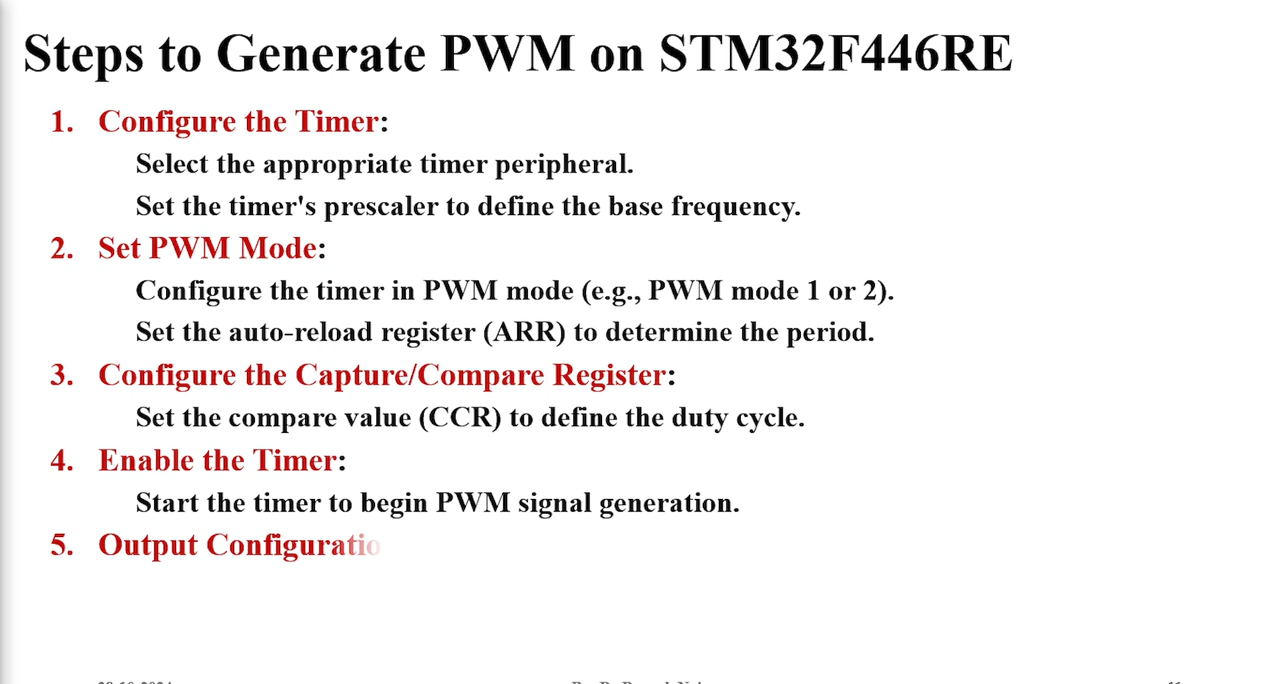 Steps to Generate PWM on STM32F446RE
1. Configure the Timer:
Select the appropriate timer peripheral.
Set the timer's prescaler to define the base frequency.
2. Set PWM Mode:
Configure the timer in PWM mode (e.g., PWM mode 1 or 2).
Set the auto-reload register (ARR) to determine the period.
3. Configure the Capture/Compare Register:
Set the compare value (CCR) to define the duty cycle.
4. Enable the Timer:
Start the timer to begin PWM signal generation.
5. Output Configuratio